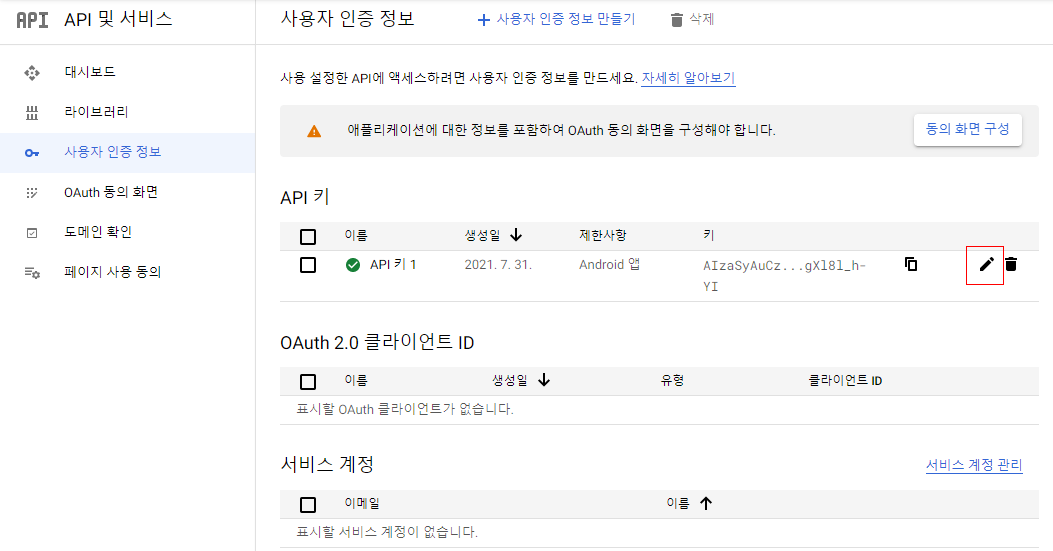 API API 및 서비스
사용자 인증 정보
사용자 인증 정보 만들기
삭제
대시보드
라이브러리
사용자 인증 정보
OAuth 동의 화면
도메인 확인
페이지 사용 동의
사용 설정한 API에 액세스하려면 사용자 인증 정보를 만드세요. 자세히 알아보기
애플리케이션에 대한 정보를 포함하여 OAuth 동의 화면을 구성해야 합니다.
동의 화면 구성
API 키
이름 생성일 제한사항 키
API 키 1 2021. 7. 31. Android 앱 AIzaSyAuCz...gXl8l_h-
YI
OAuth 2.0 클라이언트 ID
이름 생성일 유형 클라이언트 ID
표시할 OAuth 클라이언트가 없습니다.
서비스 계정
서비스 계정 관리
이메일 이름
표시할 서비스 계정이 없습니다.